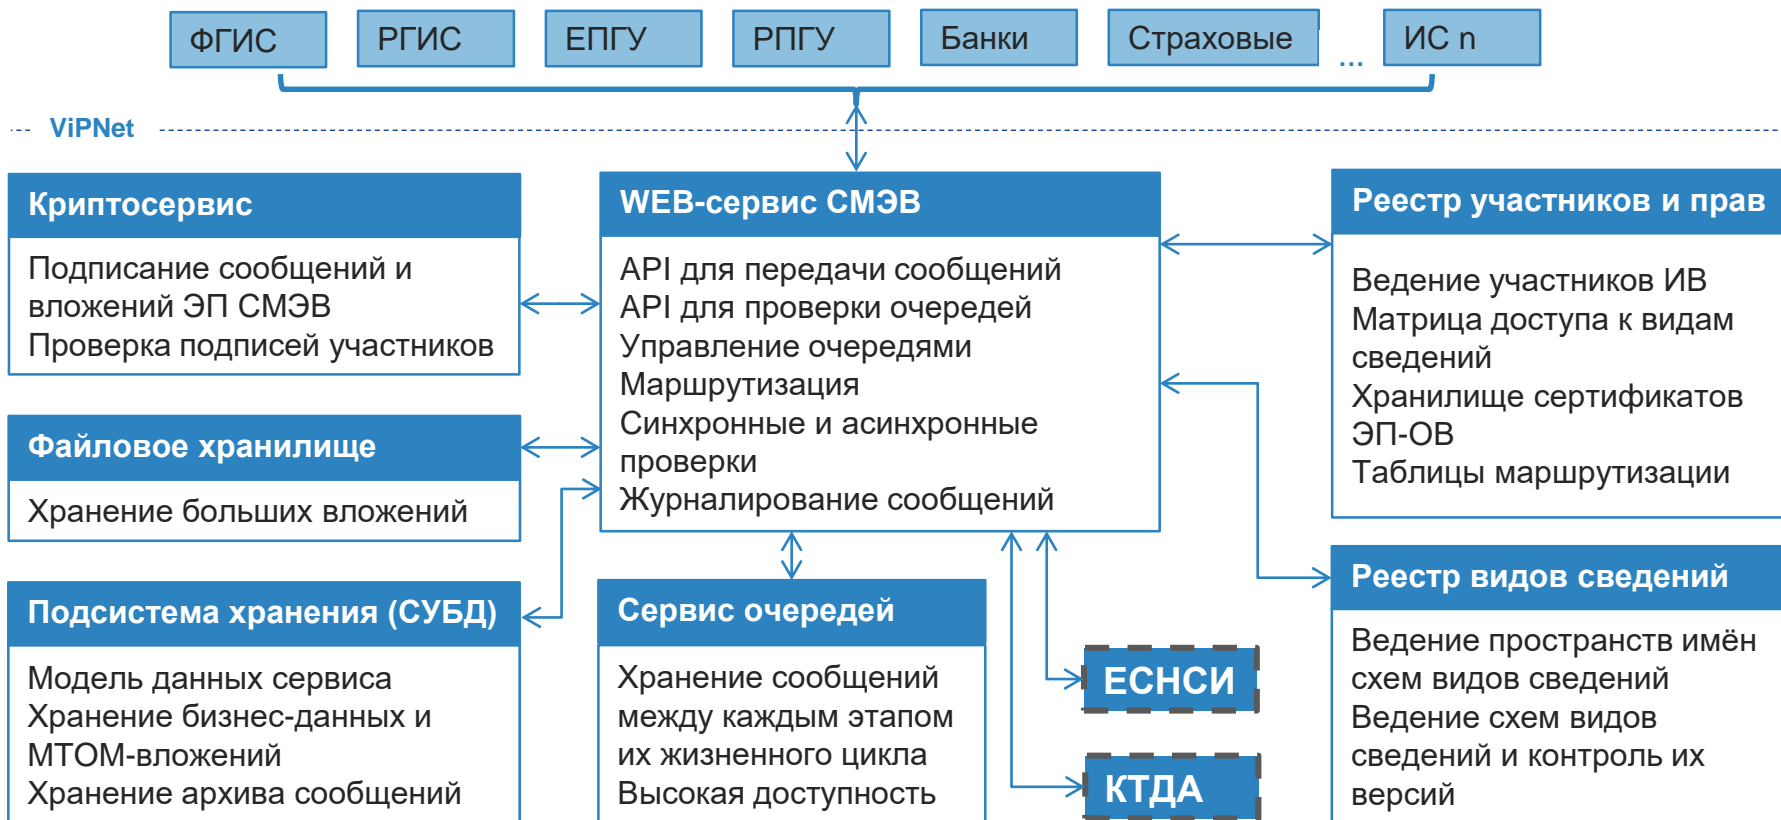 ФГИС
РГИС
ЕПГУ
РПГУ
Банки
Страховые
...
ИС n
ViPNet
Криптосервис
Подписание сообщений и
вложений ЭП СМЭВ
Проверка подписей участников
Файловое хранилище
Хранение больших вложений
Подсистема хранения (СУБД)
Модель данных сервиса
Хранение бизнес-данных и
МТОМ-вложений
Хранение архива сообщений
WEB-сервис СМЭВ
API для передачи сообщений
API для проверки очередей
Управление очередями
Маршрутизация
Синхронные и асинхронные
проверки
Журналирование сообщений
Сервис очередей
Хранение сообщений
между каждым этапом
их жизненного цикла
Высокая доступность
ЕСНСИ
КТДА
Реестр участников и прав
Ведение участников ИВ
Матрица доступа к видам
сведений
Хранилище сертификатов
ЭП-ОВ
Таблицы маршрутизации
Реестр видов сведений
Ведение пространств имён
схем видов сведений
Ведение схем видов
сведений и контроль их
версий